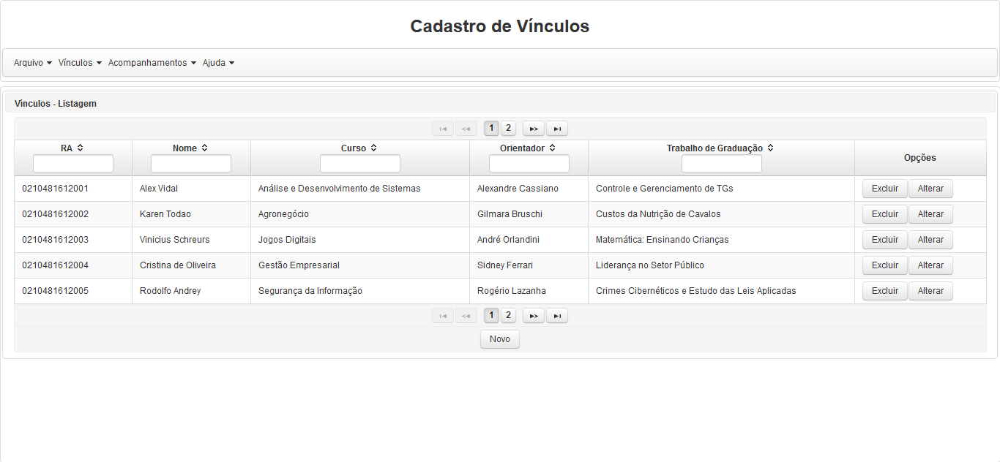 Cadastro de Vínculos
Arquivo Vínculos Acompanhamentos Ajuda
Vínculos - Listagem
1 2
RA Nome Curso Orientador Trabalho de Graduação Opções
0210481612001 Alex Vidal Análise e Desenvolvimento de Sistemas Alexandre Cassiano Controle e Gerenciamento de TGs Excluir Alterar
0210481612002 Karen Todao Agronegócio Gilmara Bruschi Custos da Nutrição de Cavalos Excluir Alterar
0210481612003 Vinicius Schreurs Jogos Digitais André Orlandini Matemática: Ensinando Crianças Excluir Alterar
0210481612004 Cristina de Oliveira Gestão Empresarial Sidney Ferrari Liderança no Setor Público Excluir Alterar
0210481612005 Rodolfo Andrey Segurança da Informação Rogério Lazanha Crimes Cibernéticos e Estudo das Leis Aplicadas Excluir Alterar
1 2
Novo